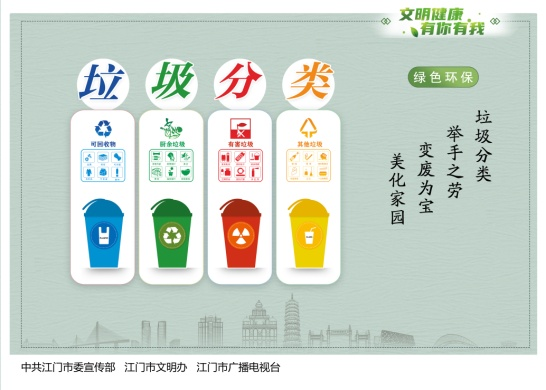 文明健康
有你有我
绿色环保
垃圾分类
可回收物
厨余垃圾
有害垃圾
其他垃圾
垃圾分类
举手之劳
变废为宝
美化家园
中共江门市委宣传部 江门市文明办 江门市广播电视台